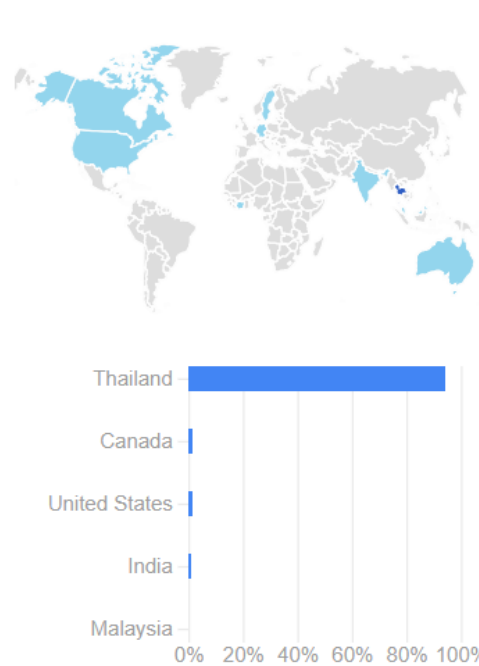 Thailand
Canada
United States
India
Malaysia
0% 20% 40% 60% 80% 100%